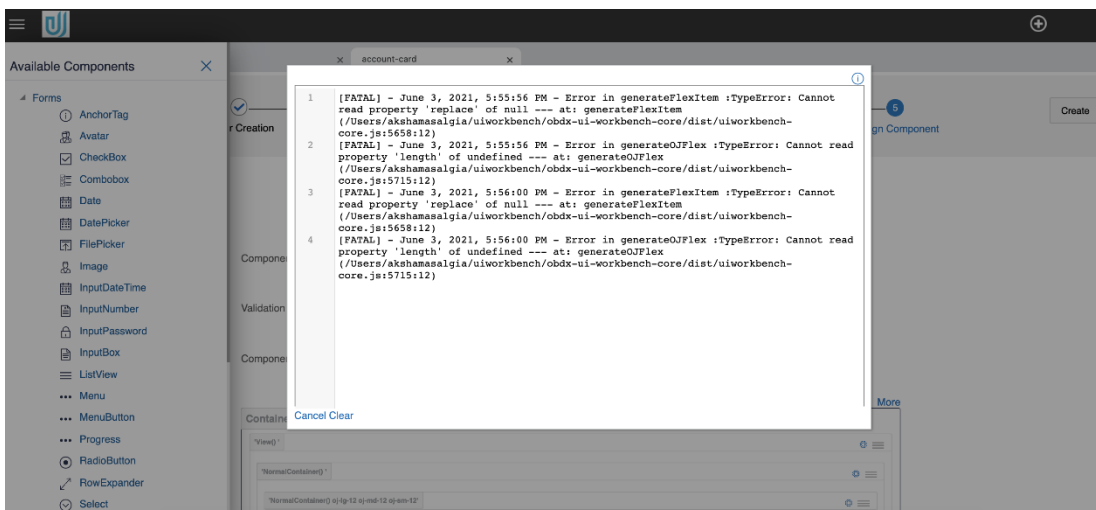 account-card
Available Components
Forms
AnchorTag
Avatar
CheckBox
Combobox
Date
DatePicker
FilePicker
Image
InputDateTime
InputNumber
InputPassword
InputBox
ListView
Menu
MenuButton
Progress
RadioButton
RowExpander
Select
r Creation
5
gn Component
Create
Compone
Validation
Compone
1 [FATAL] - June 3, 2021, 5:55:56 PM - Error in generateFlexItem :TypeError: Cannot
read property 'replace' of null --- at: generateFlexItem
(/Users/akshamasalgia/uiworkbench/obdx-ui-workbench-core/dist/uiworkbench-
core.js:5658:12)
2 [FATAL] - June 3, 2021, 5:55:56 PM - Error in generateOJFlex :TypeError: Cannot read
property 'length' of undefined --- at: generateOJFlex
(/Users/akshamasalgia/uiworkbench/obdx-ui-workbench-core/dist/uiworkbench-
core.js:5715:12)
3 [FATAL] - June 3, 2021, 5:56:00 PM - Error in generateFlexItem :TypeError: Cannot
read property 'replace' of null --- at: generateFlexItem
(/Users/akshamasalgia/uiworkbench/obdx-ui-workbench-core/dist/uiworkbench-
core.js:5658:12)
4 [FATAL] - June 3, 2021, 5:56:00 PM - Error in generateOJFlex :TypeError: Cannot read
property 'length' of undefined --- at: generateOJFlex
(/Users/akshamasalgia/uiworkbench/obdx-ui-workbench-core/dist/uiworkbench-
core.js:5715:12)
Cancel Clear
More
Containe
'View() '
'NormalContainer() '
'NormalContainer() oj-lg-12 oj-md-12 oj-sm-12'